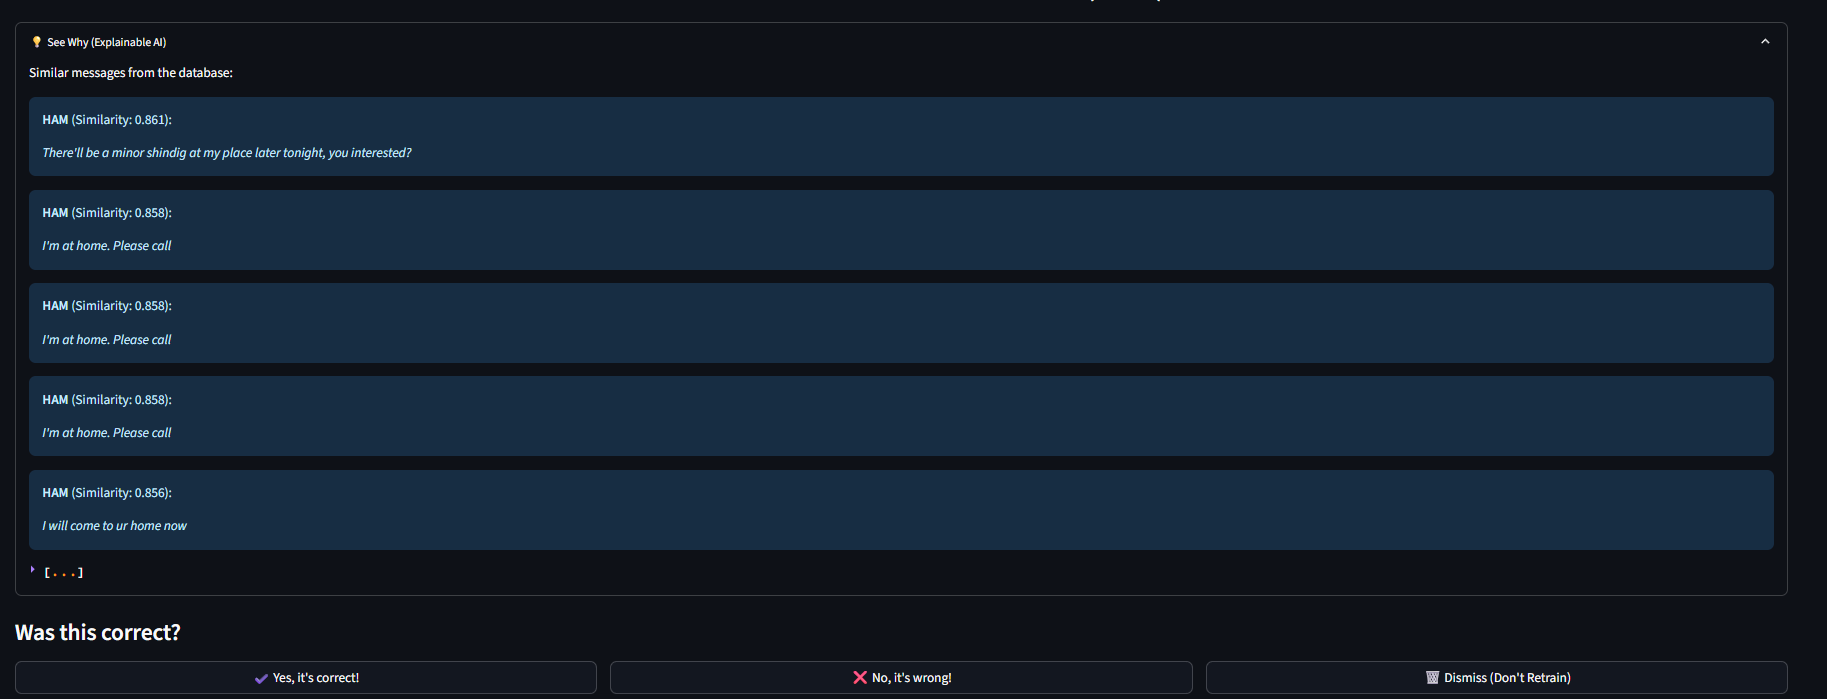 See Why (Explainable AI)
Similar messages from the database:
HAM (Similarity: 0.861):
There'll be a minor shindig at my place later tonight, you interested?
HAM (Similarity: 0.858):
I'm at home. Please call
HAM (Similarity: 0.858):
I'm at home. Please call
HAM (Similarity: 0.858):
I'm at home. Please call
HAM (Similarity: 0.856):
I will come to ur home now
[...]
Was this correct?
Yes, it's correct!
No, it's wrong!
Dismiss (Don't Retrain)